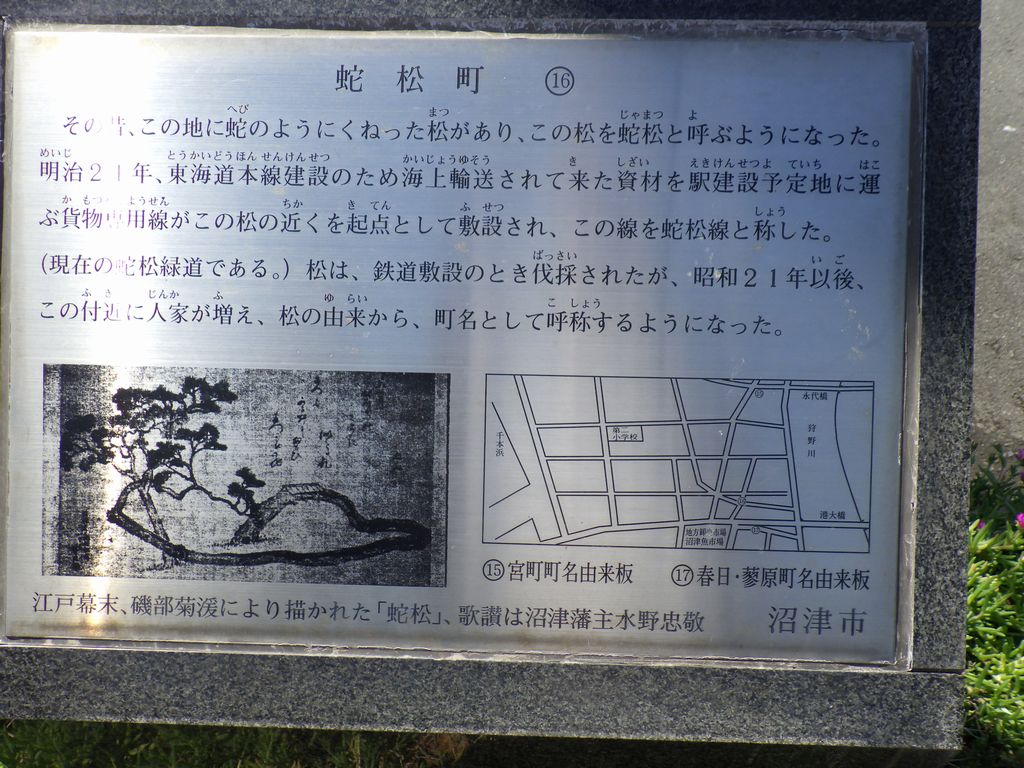 蛇松町 ⑯
その昔、この地に蛇のようにくねった松があり、この松を蛇松と呼ぶようになった。
明治21年、東海道本線建設のため海上輸送されて来た資材を駅建設予定地に運
ぶ貨物専用線がこの松の近くを起点として敷設され、この線を蛇松線と称した。
(現在の蛇松緑道である。)松は、鉄道敷設のとき伐採されたが、昭和21年以後、
この付近に人家が増え、松の由来から、町名として呼称するようになった。
千本浜
第二
小学校
永代橋
狩野川
港大橋
沼津魚市場
⑮宮町町名由来板 ⑰春日・蓼原町名由来板
江戸幕末、磯部菊湲により描かれた「蛇松」、歌讃は沼津藩主水野忠敬
沼津市